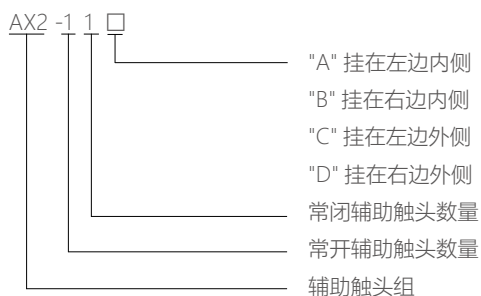 AX2 -1 1 □
"A" 挂在左边内侧
"B" 挂在右边内侧
"C" 挂在左边外侧
"D" 挂在右边外侧
常闭辅助触头数量
常开辅助触头数量
辅助触头组